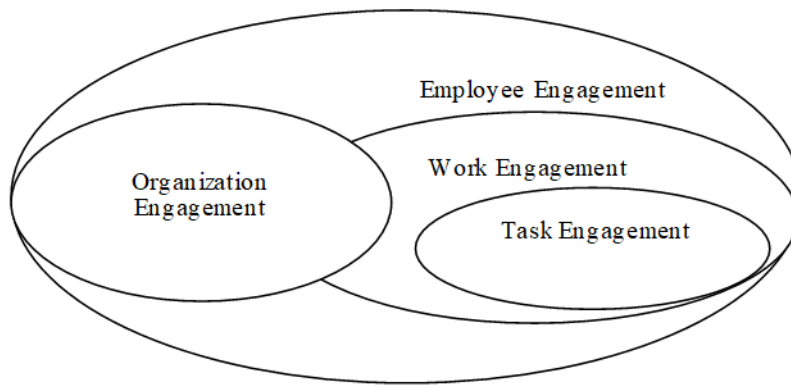 Employee Engagement
Work Engagement
Organization
Engagement
Task Engagement